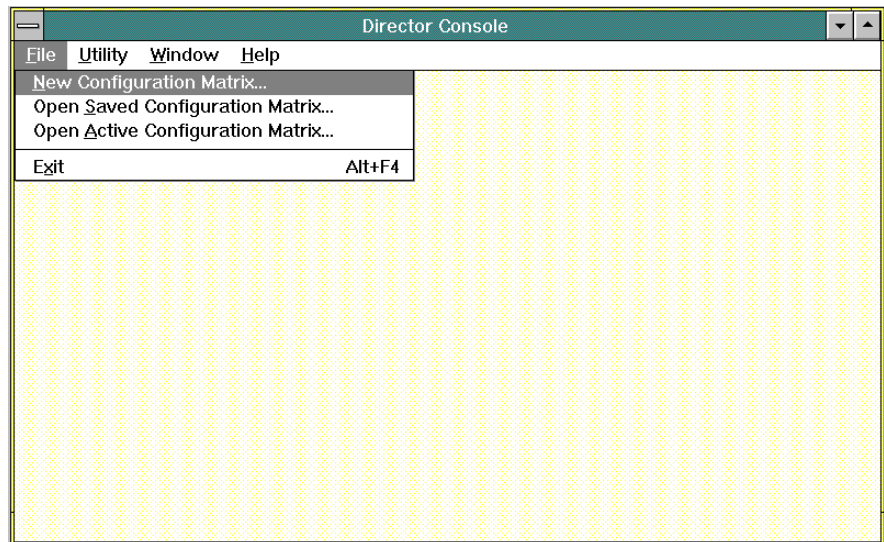 Director Console
File Utility Window Help
New Configuration Matrix...
Open Saved Configuration Matrix...
Open Active Configuration Matrix...
Exit Alt+F4